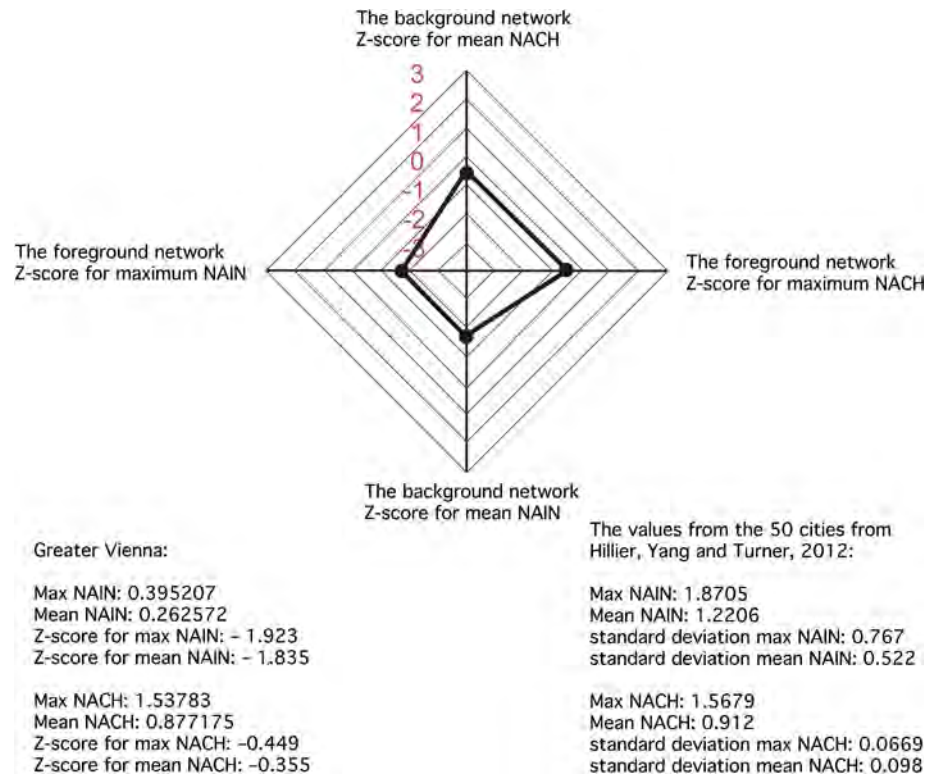 The background network
Z-score for mean NACH
3
2
1
0
-1
-2
-3
The foreground network
Z-score for maximum NAIN
The foreground network
Z-score for maximum NACH
The background network
Z-score for mean NAIN
Greater Vienna:
Max NAIN: 0.395207
Mean NAIN: 0.262572
Z-score for max NAIN: – 1.923
Z-score for mean NAIN: – 1.835
Max NACH: 1.53783
Mean NACH: 0.877175
Z-score for max NACH: –0.449
Z-score for mean NACH: –0.355
The values from the 50 cities from
Hillier, Yang and Turner, 2012:
Max NAIN: 1.8705
Mean NAIN: 1.2206
standard deviation max NAIN: 0.767
standard deviation mean NAIN: 0.522
Max NACH: 1.5679
Mean NACH: 0.912
standard deviation max NACH: 0.0669
standard deviation mean NACH: 0.098